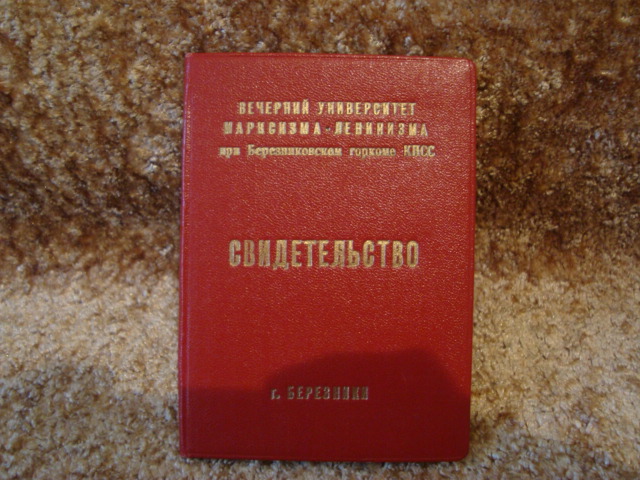 ВЕЧЕРНИЙ УНИВЕРСИТЕТ
МАРКСИЗМА-ЛЕНИНИЗМА
при Березниковском горкоме КПСС
СВИДЕТЕЛЬСТВО
г. БЕРЕЗНИКИ